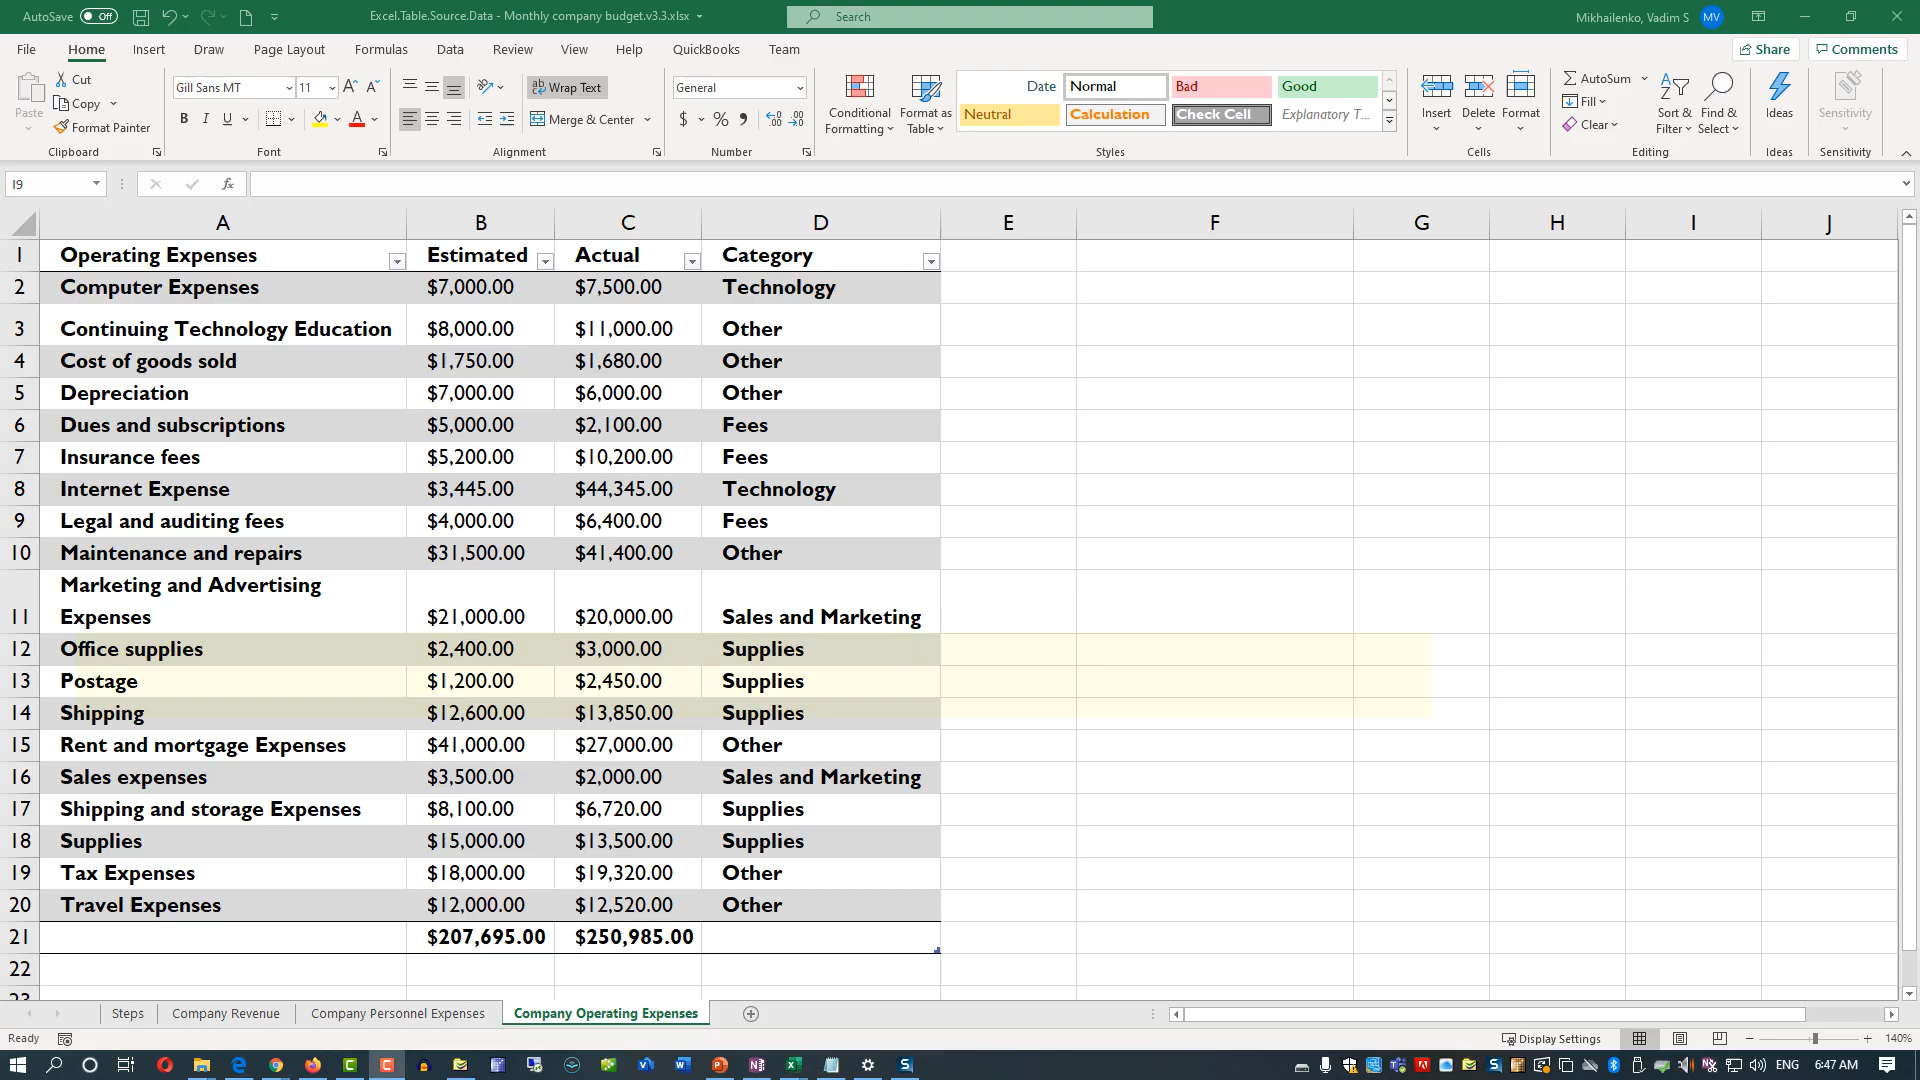 AutoSave Off Excel.Table.Source.Data - Monthly company budget.v3.3.xlsx Search Mikhailenko, Vadim S MV
File Home Insert Draw Page Layout Formulas Data Review View Help QuickBooks Team Share Comments
Paste Cut Copy Format Painter
Clipboard
Gill Sans MT 11
B I U
Font
Wrap Text
Merge & Center
Alignment
General
$ % 9
Number
Conditional Formatting
Format as Table
Date Normal Bad Good
Neutral Calculation Check Cell Explanatory T...
Styles
Insert Delete Format
Cells
AutoSum
Fill
Clear
Sort & Filter
Find & Select
Editing
Ideas
Ideas
Sensitivity
Sensitivity
I9 fx
A B C D E F G H I J
1 Operating Expenses Estimated Actual Category
2 Computer Expenses $7,000.00 $7,500.00 Technology
3 Continuing Technology Education $8,000.00 $11,000.00 Other
4 Cost of goods sold $1,750.00 $1,680.00 Other
5 Depreciation $7,000.00 $6,000.00 Other
6 Dues and subscriptions $5,000.00 $2,100.00 Fees
7 Insurance fees $5,200.00 $10,200.00 Fees
8 Internet Expense $3,445.00 $44,345.00 Technology
9 Legal and auditing fees $4,000.00 $6,400.00 Fees
10 Maintenance and repairs $31,500.00 $41,400.00 Other
Marketing and Advertising
11 Expenses $21,000.00 $20,000.00 Sales and Marketing
12 Office supplies $2,400.00 $3,000.00 Supplies
13 Postage $1,200.00 $2,450.00 Supplies
14 Shipping $12,600.00 $13,850.00 Supplies
15 Rent and mortgage Expenses $41,000.00 $27,000.00 Other
16 Sales expenses $3,500.00 $2,000.00 Sales and Marketing
17 Shipping and storage Expenses $8,100.00 $6,720.00 Supplies
18 Supplies $15,000.00 $13,500.00 Supplies
19 Tax Expenses $18,000.00 $19,320.00 Other
20 Travel Expenses $12,000.00 $12,520.00 Other
21 $207,695.00 $250,985.00
22
23
Steps Company Revenue Company Personnel Expenses Company Operating Expenses
Ready Display Settings 140%
ENG 6:47 AM